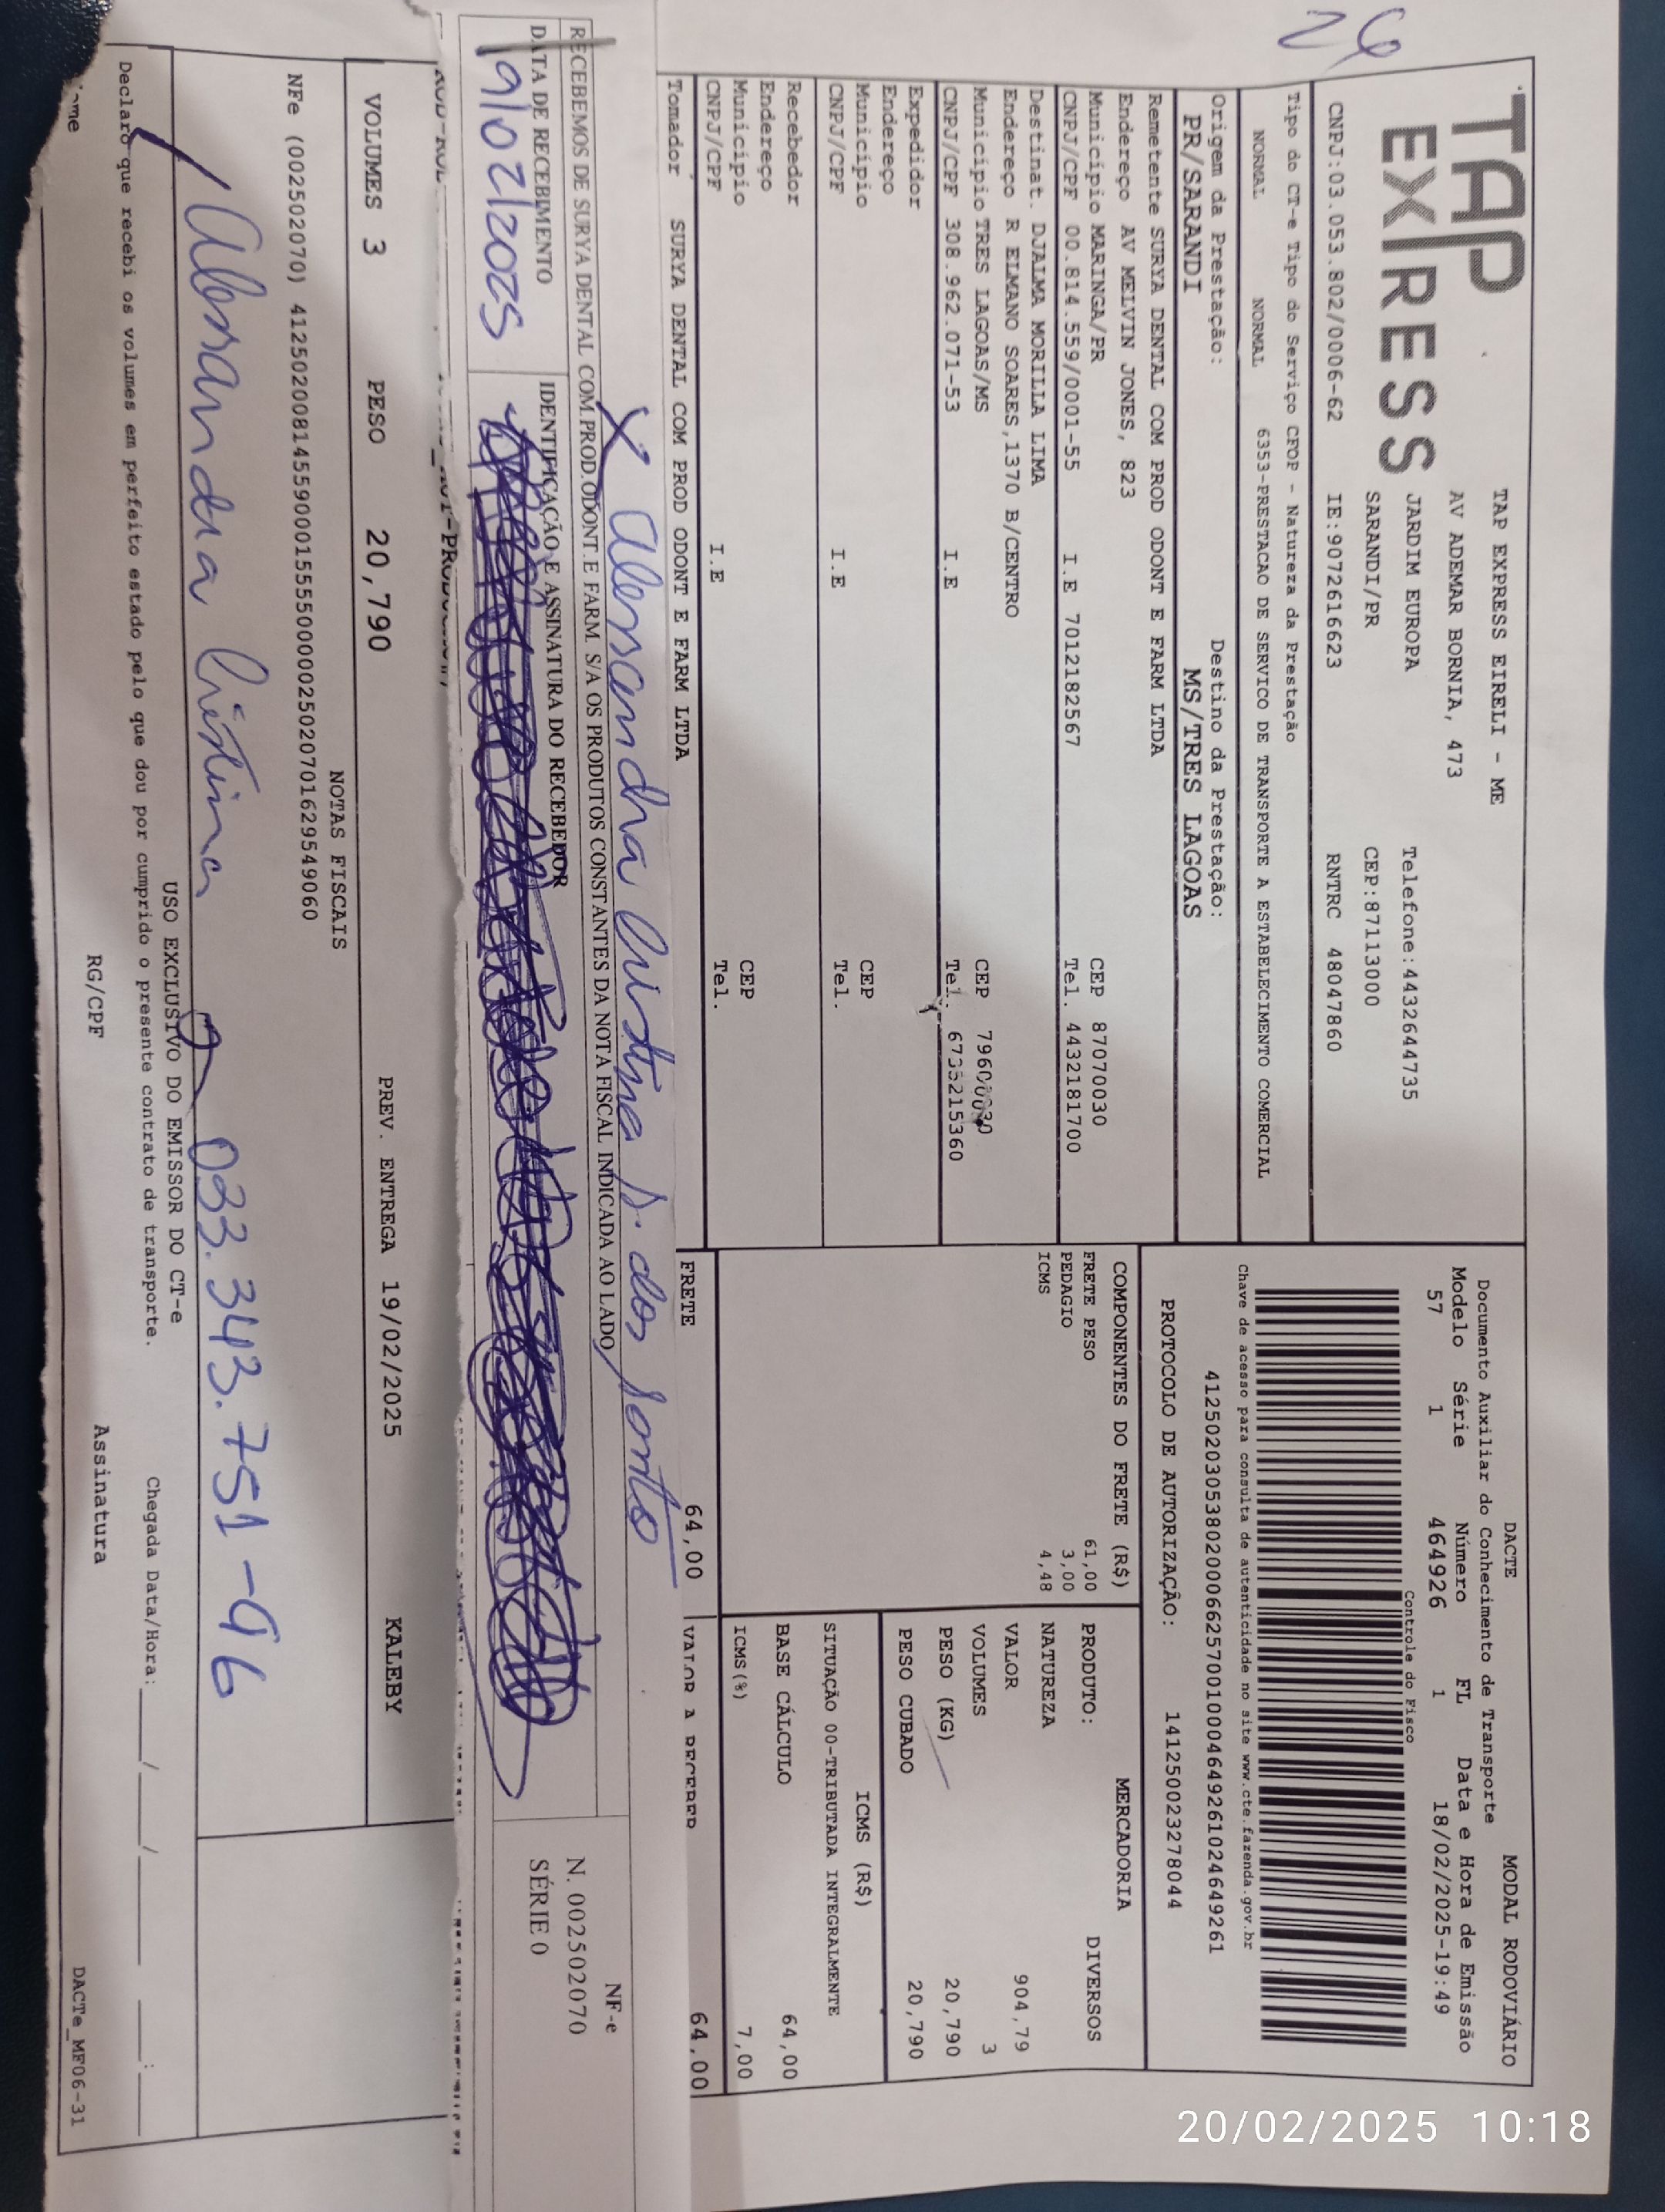 26
TAP EXPRESS
TAP EXPRESS EIRELI - ME
AV ADEMAR BORNIA, 473
JARDIM EUROPA Telefone:4432644735
SARANDI/PR CEP:87113000
CNPJ:03.053.802/0006-62 IE:9072616623 RNTRC 48047860
DACTE MODAL RODOVIÁRIO
Documento Auxiliar do Conhecimento de Transporte
Modelo Série Número FL Data e Hora de Emissão
57 1 464926 1 18/02/2025-19:49
Controle do Fisco
Chave de acesso para consulta de autenticidade no site www.cte.fazenda.gov.br
41250203053802000662570010004649261024649261
PROTOCOLO DE AUTORIZAÇÃO: 141250023278044
Tipo do CT-e Tipo do Serviço CFOP - Natureza da Prestação
NORMAL NORMAL 6353-PRESTACAO DE SERVICO DE TRANSPORTE A ESTABELECIMENTO COMERCIAL
Origem da Prestação: Destino da Prestação:
PR/SARANDI MS/TRES LAGOAS
Remetente SURYA DENTAL COM PROD ODONT E FARM LTDA
Endereço AV MELVIN JONES, 823
Município MARINGA/PR CEP 87070030
CNPJ/CPF 00.814.559/0001-55 I.E 7012182567 Tel. 4432181700
Destinat. DJALMA MORILLA LIMA
Endereço R ELMANO SOARES,1370 B/CENTRO
Município TRES LAGOAS/MS CEP
CNPJ/CPF 308.962.071-53 I.E Tel. 6735215360
Expedidor
Endereço
Município CEP
CNPJ/CPF I.E Tel.
Recebedor
Endereço
Município CEP
CNPJ/CPF I.E Tel.
Tomador SURYA DENTAL COM PROD ODONT E FARM LTDA
COMPONENTES DO FRETE (R$)
FRETE PESO 61,00
PEDAGIO 3,00
ICMS 4,48
MERCADORIA
PRODUTO: DIVERSOS
NATUREZA
VALOR 904,79
VOLUMES 3
PESO (KG) 20,790
PESO CUBADO 20,790
ICMS (R$)
SITUAÇÃO 00-TRIBUTADA INTEGRALMENTE
BASE CÁLCULO 64,00
ICMS(%) 7,00
FRETE 64,00 VALOR A RECEBER 64,00
X Alessandra Cristina S. dos Santos
RECEBEMOS DE SURYA DENTAL COM PROD.ODONT.E FARM. S/A OS PRODUTOS CONSTANTES DA NOTA FISCAL INDICADA AO LADO
DATA DE RECEBIMENTO IDENTIFICAÇÃO E ASSINATURA DO RECEBEDOR
19/02/2025
NF-e
N. 002502070
SÉRIE 0
VOLUMES 3 PESO 20,790 PREV. ENTREGA 19/02/2025 KALEBY
NOTAS FISCAIS
NFe (002502070) 41250200814559000155550000025020701629549060
Alessandra Cristina 033.343.751-96
USO EXCLUSIVO DO EMISSOR DO CT-e
Declaro que recebi os volumes em perfeito estado pelo que dou por cumprido o presente contrato de transporte. Chegada Data/Hora: ___/___/___ ___:___
ome RG/CPF Assinatura
DACTe_MF06-31
20/02/2025 10:18